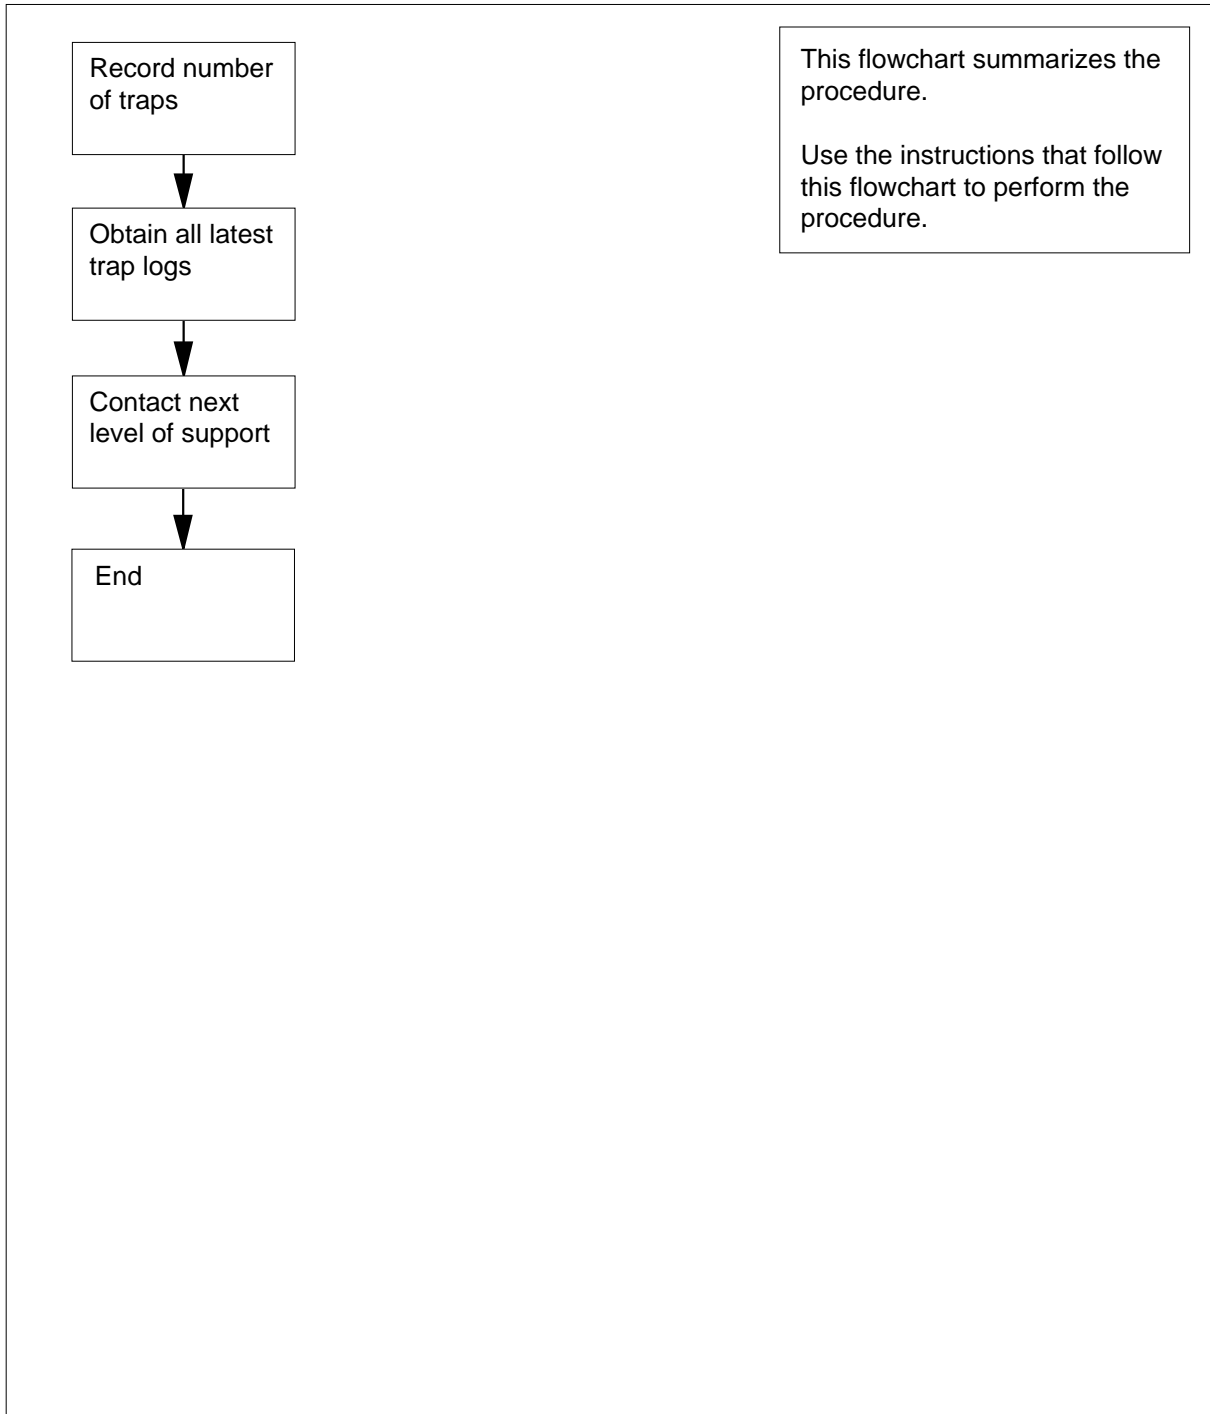 Record number
of traps
Obtain all latest
trap logs
Contact next
level of support
End
This flowchart summarizes the
procedure.
Use the instructions that follow
this flowchart to perform the
procedure.